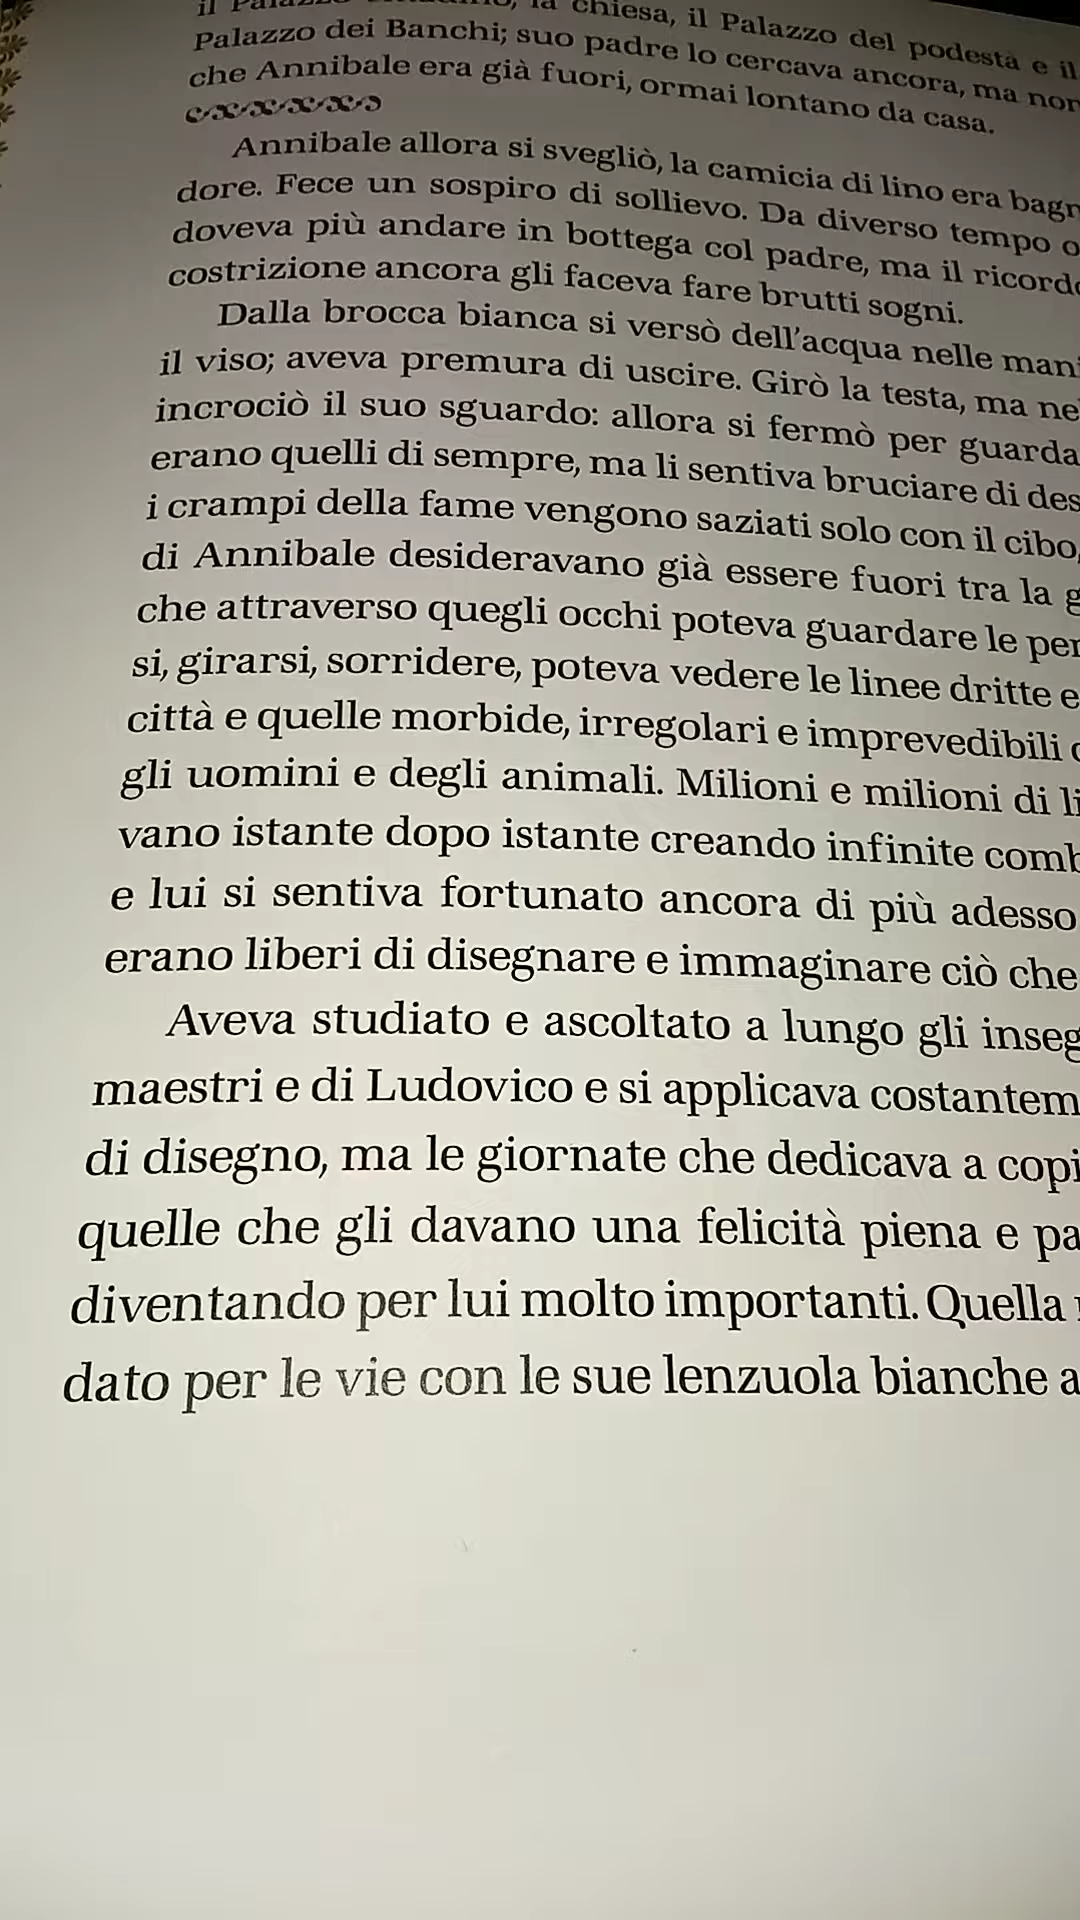 il chiesa, il Palazzo del podestà e il
Palazzo dei Banchi; suo padre lo cercava ancora, ma non
che Annibale era già fuori, ormai lontano da casa.
Annibale allora si svegliò, la camicia di lino era bagn
dore. Fece un sospiro di sollievo. Da diverso tempo o
doveva più andare in bottega col padre, ma il ricord
costrizione ancora gli faceva fare brutti sogni.
Dalla brocca bianca si versò dell'acqua nelle mani
il viso; aveva premura di uscire. Girò la testa, ma ne
incrociò il suo sguardo: allora si fermò per guarda
erano quelli di sempre, ma li sentiva bruciare di des
i crampi della fame vengono saziati solo con il cibo,
di Annibale desideravano già essere fuori tra la g
che attraverso quegli occhi poteva guardare le per
si, girarsi, sorridere, poteva vedere le linee dritte e
città e quelle morbide, irregolari e imprevedibili
gli uomini e degli animali. Milioni e milioni di li
vano istante dopo istante creando infinite comb
e lui si sentiva fortunato ancora di più adesso
erano liberi di disegnare e immaginare ciò che
Aveva studiato e ascoltato a lungo gli inseg
maestri e di Ludovico e si applicava costantem
di disegno, ma le giornate che dedicava a copi
quelle che gli davano una felicità piena e pa
diventando per lui molto importanti. Quella
dato per le vie con le sue lenzuola bianche a